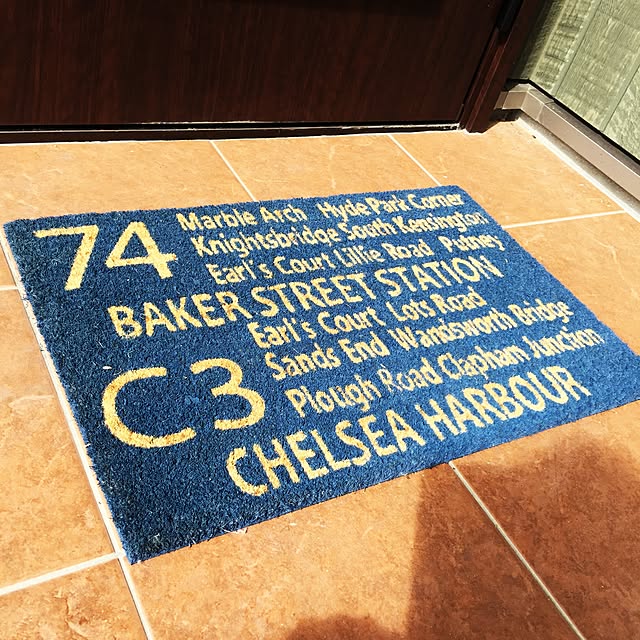 74
Marble Arch Hyde Park Corner
Knightsbridge South Kensington
Earl's Court Lillie Road Putney
BAKER STREET STATION
C3
Earl's Court Lots Road
Sands End Wandsworth Bridge
Plough Road Clapham Junction
CHELSEA HARBOUR